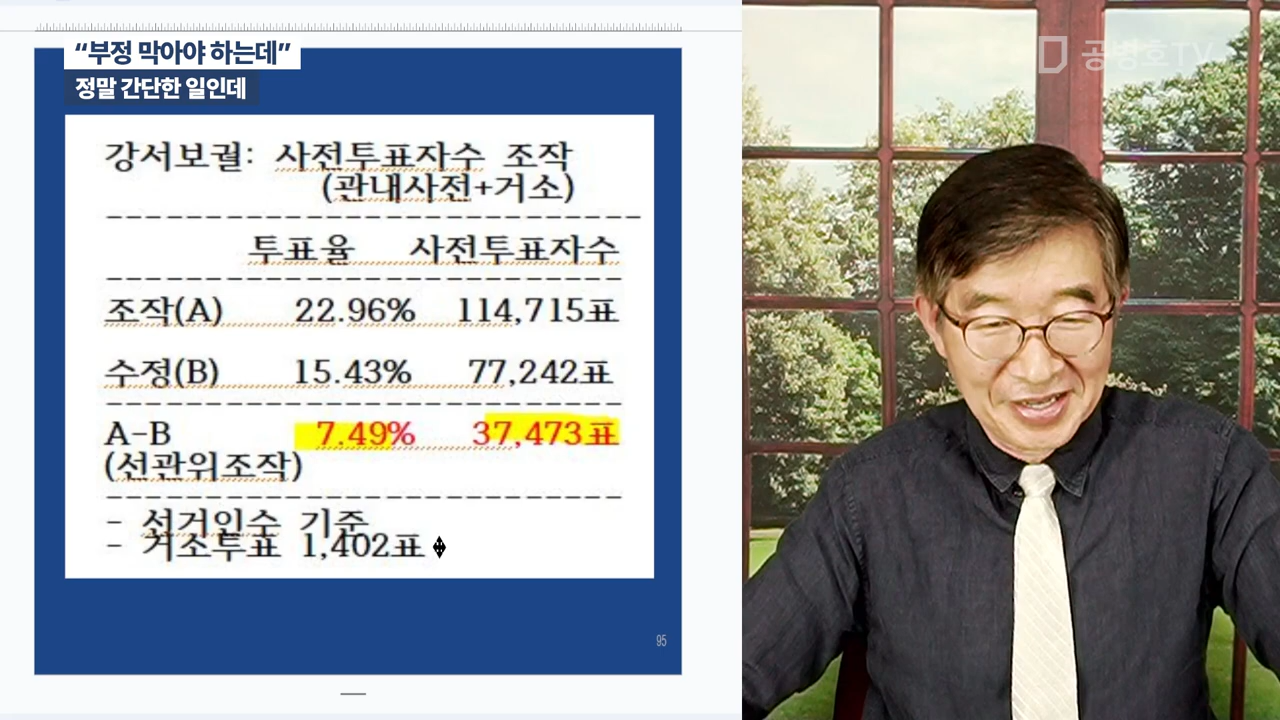 “부정 막아야 하는데”
정말 간단한 일인데
공병호TV
강서보궐: 사전투표자수 조작
(관내사전+거소)
투표율 사전투표자수
조작(A) 22.96% 114,715표
수정(B) 15.43% 77,242표
A-B 7.49% 37,473표
(선관위조작)
- 선거인수 기준
- 거소투표 1,402표
95